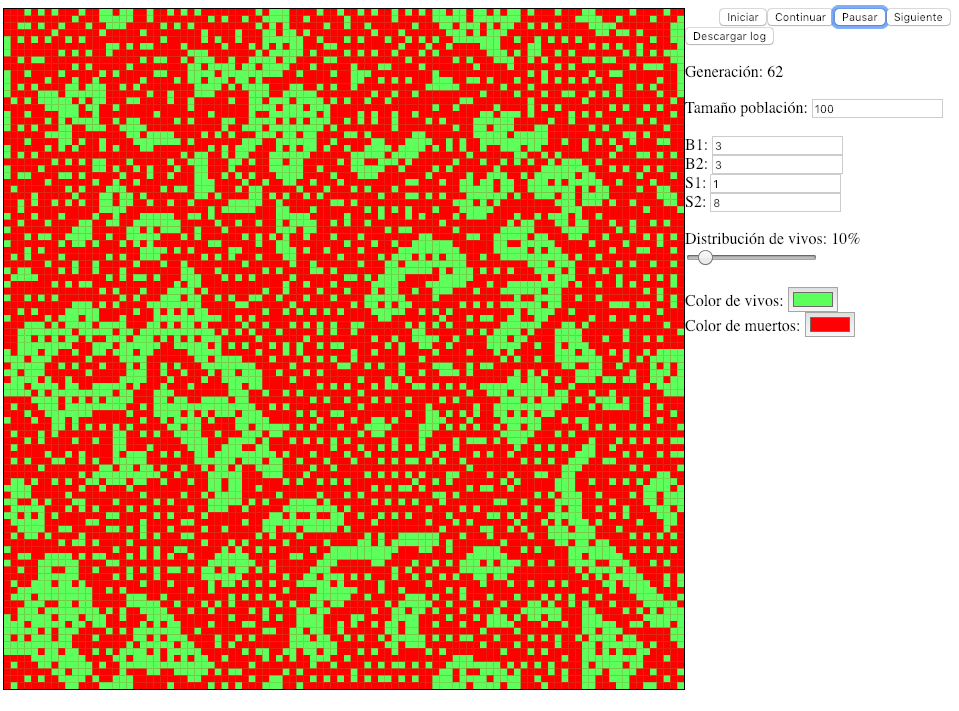 Iniciar Continuar Pausar Siguiente
Descargar log
Generación: 62
Tamaño población: 100
B1: 3
B2: 3
S1: 1
S2: 8
Distribución de vivos: 10%
Color de vivos:
Color de muertos: